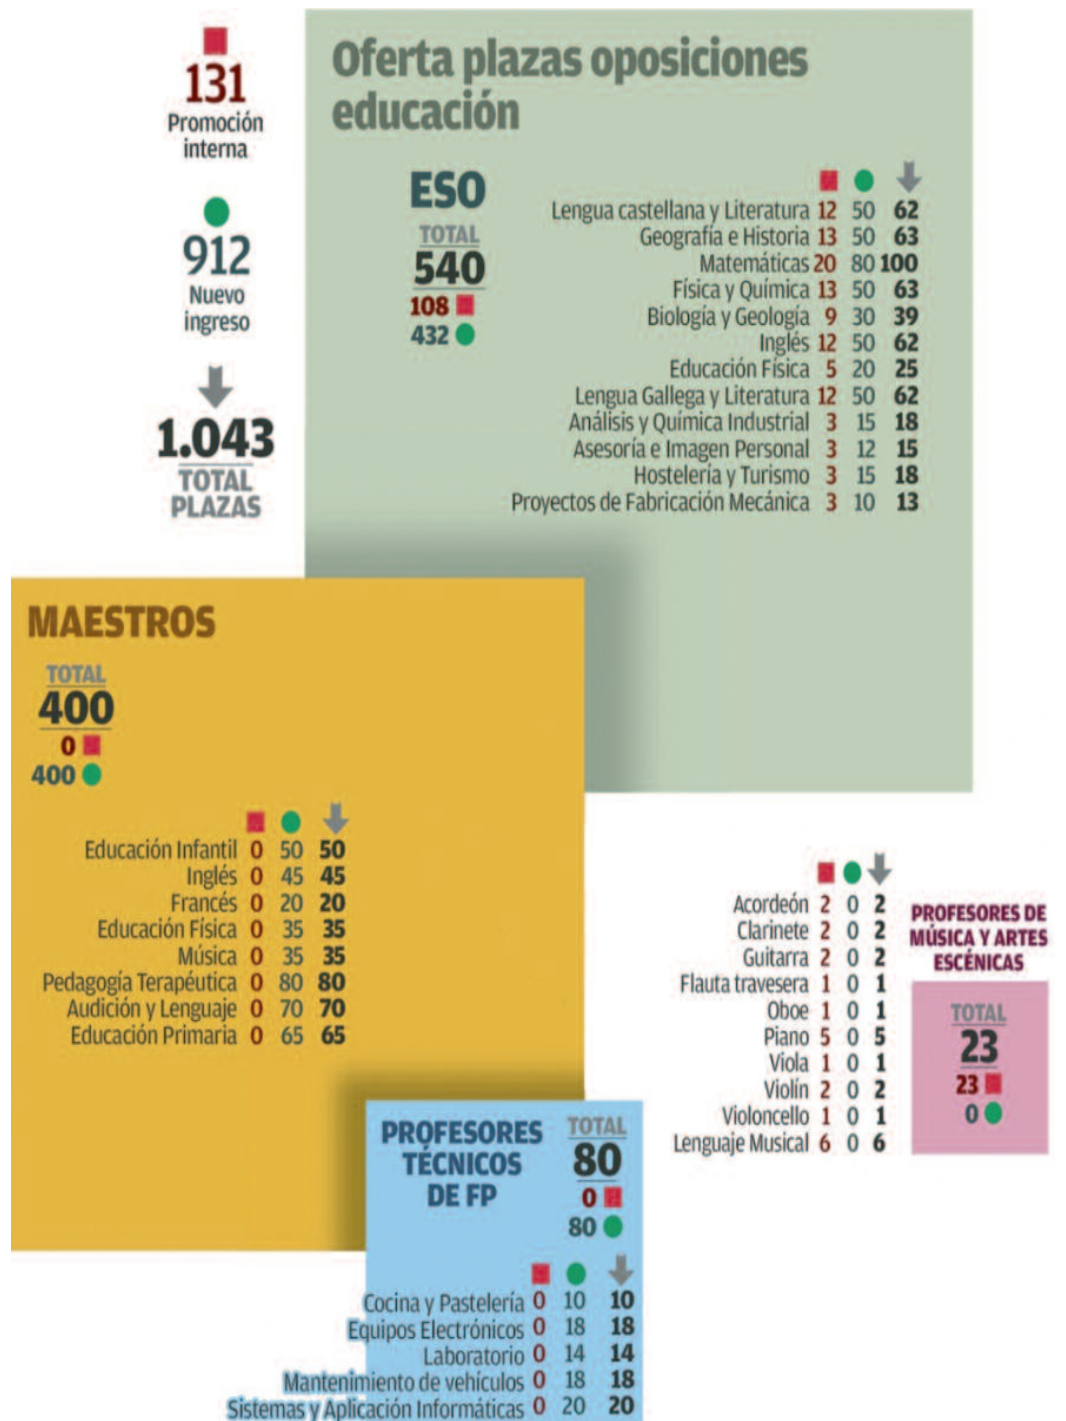 131
Promoción
interna
912
Nuevo
ingreso
1.043
TOTAL
PLAZAS
Oferta plazas oposiciones
educación
ESO
TOTAL
540
108
432
Lengua castellana y Literatura 12 50 62
Geografía e Historia 13 50 63
Matemáticas 20 80 100
Física y Química 13 50 63
Biología y Geología 9 30 39
Inglés 12 50 62
Educación Física 5 20 25
Lengua Gallega y Literatura 12 50 62
Análisis y Química Industrial 3 15 18
Asesoría e Imagen Personal 3 12 15
Hostelería y Turismo 3 15 18
Proyectos de Fabricación Mecánica 3 10 13
MAESTROS
TOTAL
400
0
400
Educación Infantil 0 50 50
Inglés 0 45 45
Francés 0 20 20
Educación Física 0 35 35
Música 0 35 35
Pedagogía Terapéutica 0 80 80
Audición y Lenguaje 0 70 70
Educación Primaria 0 65 65
Acordeón 2 0 2
Clarinete 2 0 2
Guitarra 2 0 2
Flauta travesera 1 0 1
Oboe 1 0 1
Piano 5 0 5
Viola 1 0 1
Violín 2 0 2
Violoncello 1 0 1
Lenguaje Musical 6 0 6
PROFESORES DE
MÚSICA Y ARTES
ESCÉNICAS
TOTAL
23
23
0
PROFESORES
TÉCNICOS
DE FP
TOTAL
80
0
80
Cocina y Pastelería 0 10 10
Equipos Electrónicos 0 18 18
Laboratorio 0 14 14
Mantenimiento de vehículos 0 18 18
Sistemas y Aplicación Informáticas 0 20 20